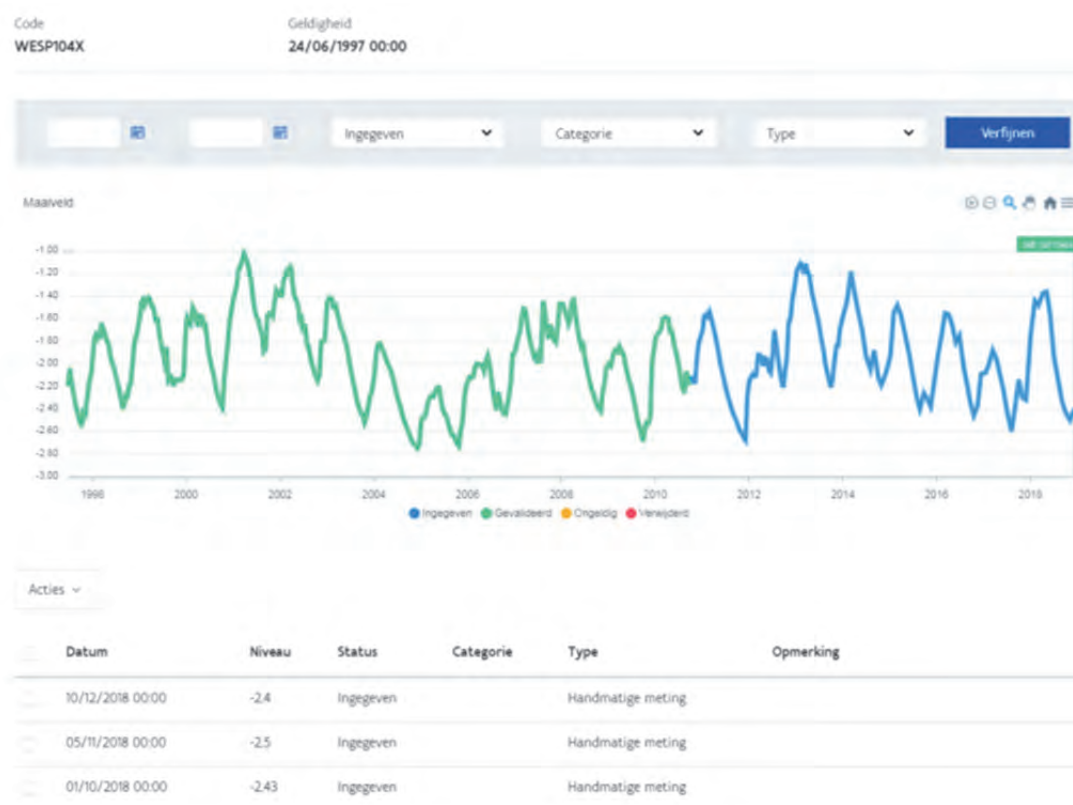 Code Geldigheid
WESP104X 24/06/1997 00:00
Ingegeven Categorie Type Verfijnen
Maaiveld
-1.00
-1.20
-1.40
-1.60
-1.80
-2.00
-2.20
-2.40
-2.60
-2.80
-3.00
1998 2000 2002 2004 2006 2008 2010 2012 2014 2016 2018
Ingegeven Gevalideerd Ongeldig Verwijderd
Acties
Datum Niveau Status Categorie Type Opmerking
10/12/2018 00:00 -2.4 Ingegeven Handmatige meting
05/11/2018 00:00 -2.5 Ingegeven Handmatige meting
01/10/2018 00:00 -2.43 Ingegeven Handmatige meting